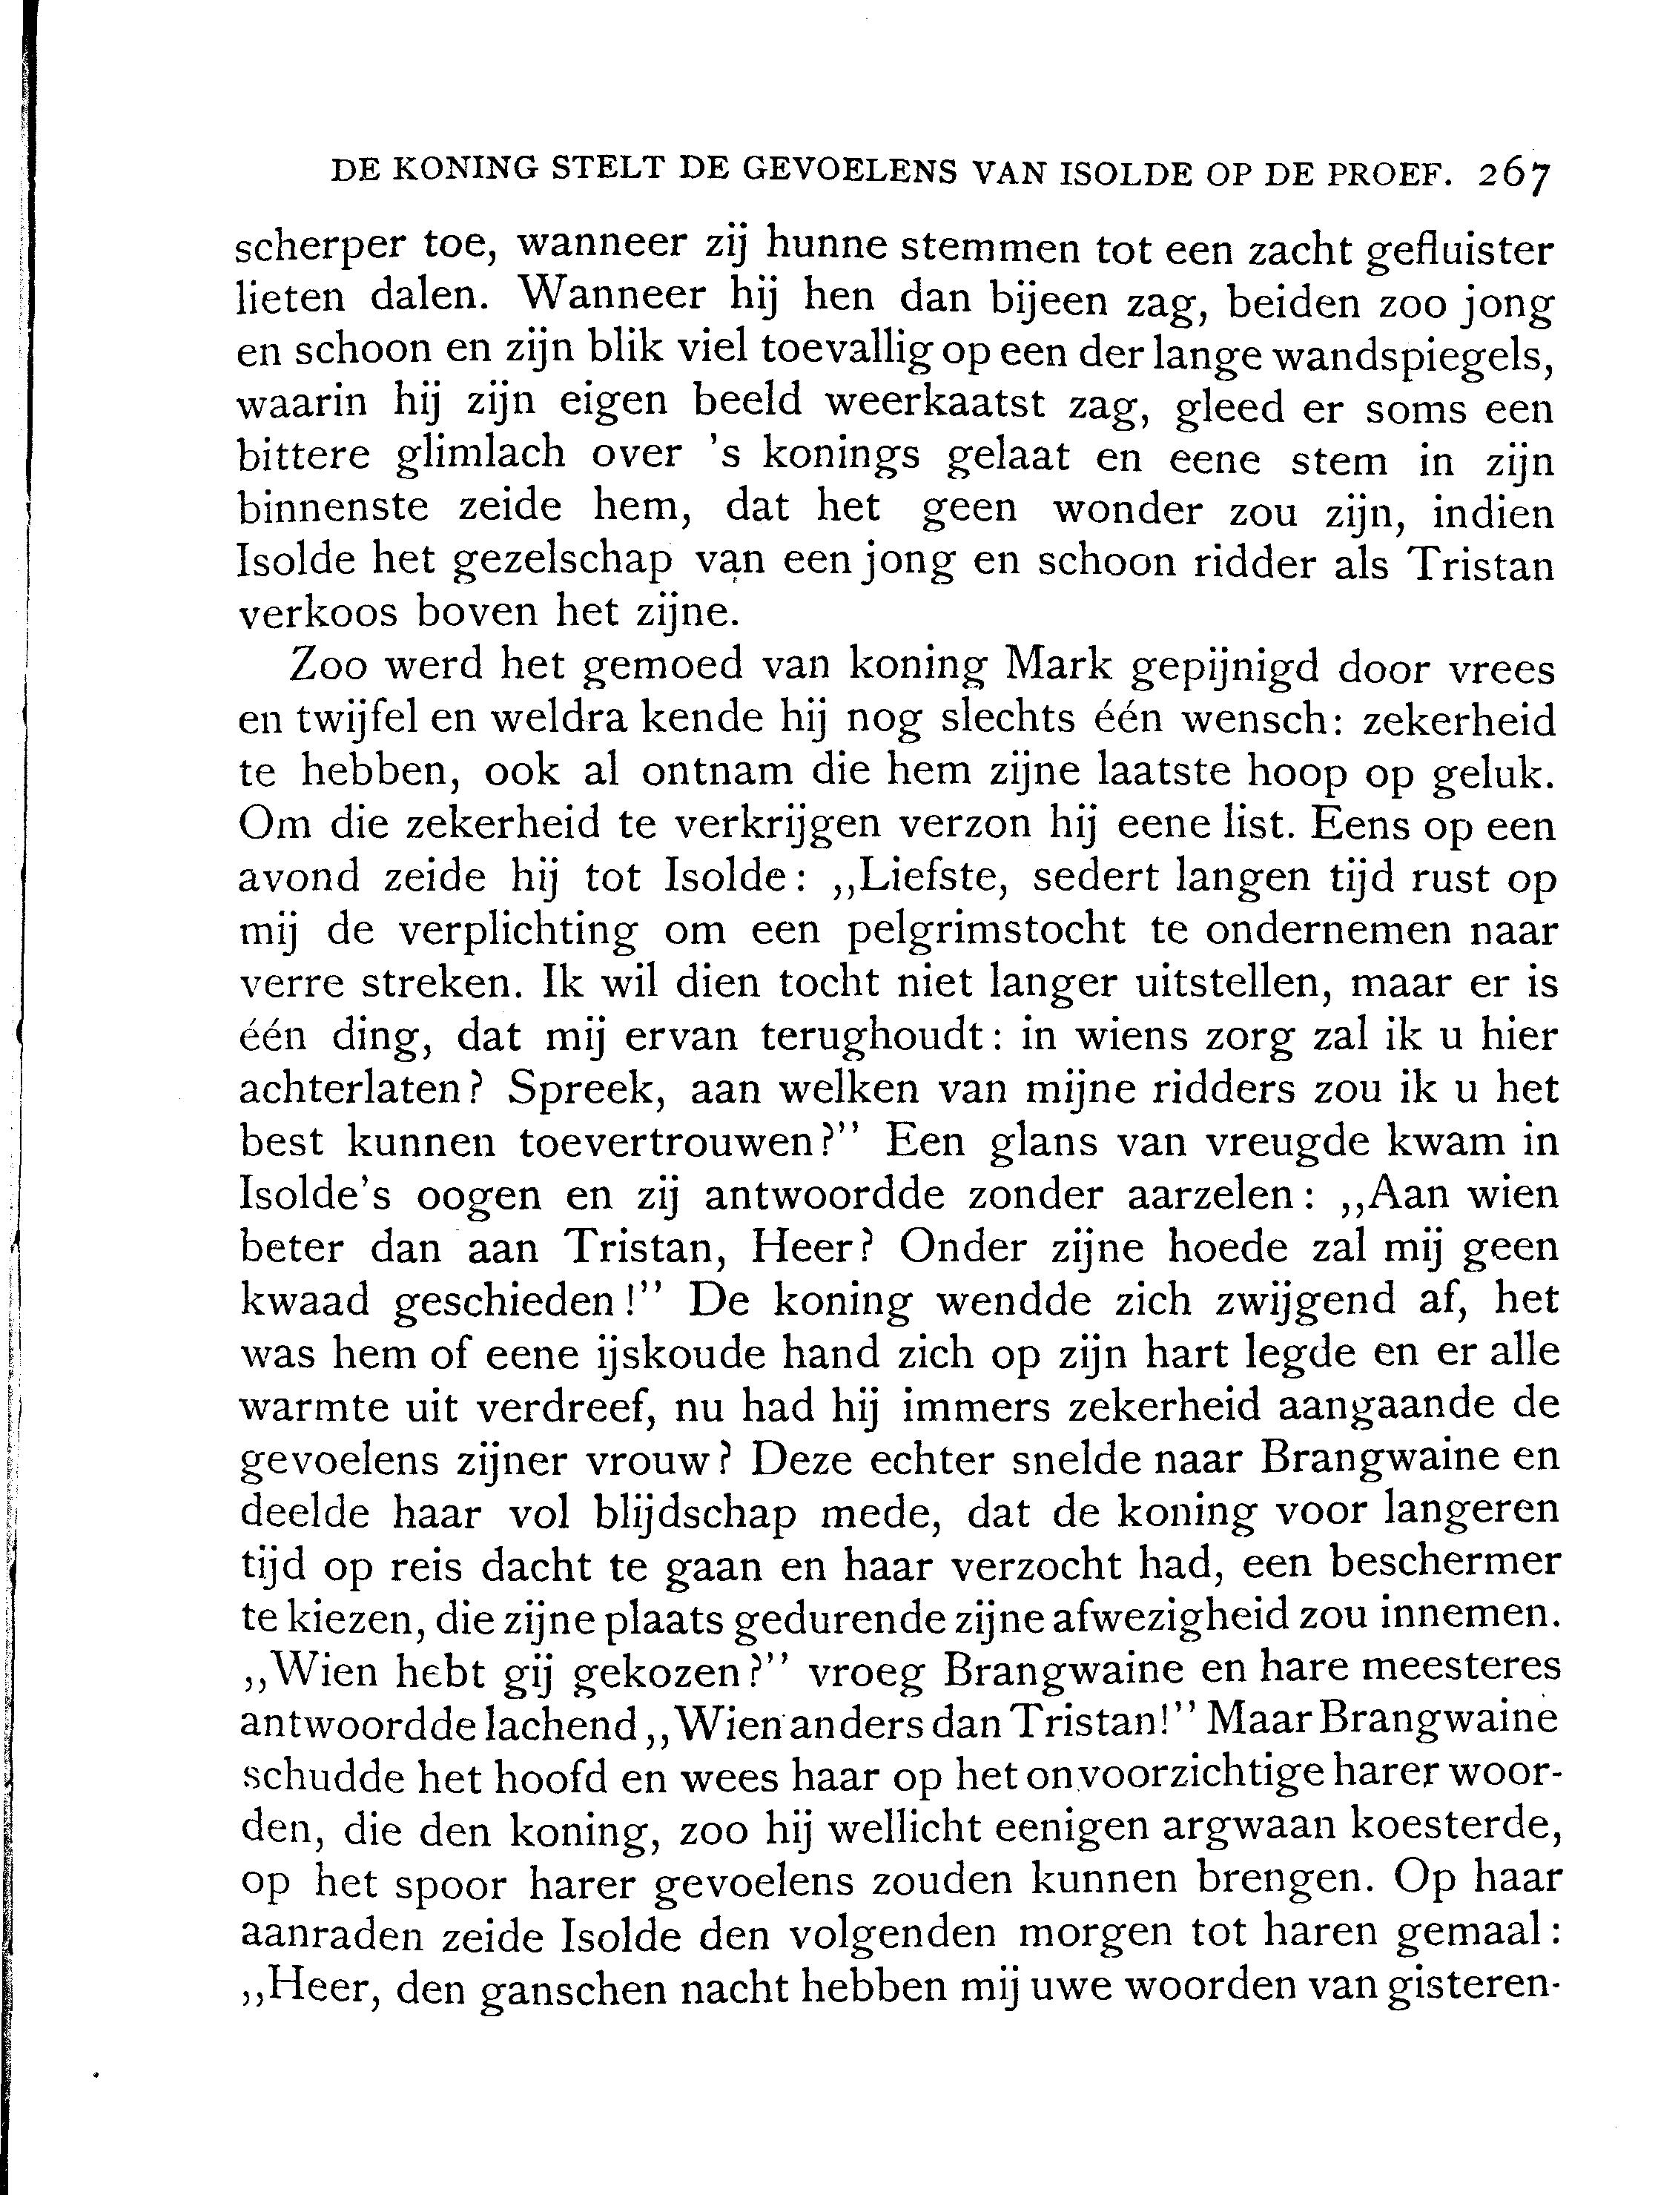 DE KONING STELT DE GEVOELENS VAN ISOLDE OP DE PROEF. 267
scherper toe, wanneer zij hunne stemmen tot een zacht gefluister
lieten dalen. Wanneer hij hen dan bijeen zag, beiden zoo jong
en schoon en zijn blik viel toevallig op een der lange wandspiegels,
waarin hij zijn eigen beeld weerkaatst zag, gleed er soms een
bittere glimlach over 's konings gelaat en eene stem in zijn
binnenste zeide hem, dat het geen wonder zou zijn, indien
Isolde het gezelschap van een jong en schoon ridder als Tristan
verkoos boven het zijne.
Zoo werd het gemoed van koning Mark gepijnigd door vrees
en twijfel en weldra kende hij nog slechts één wensch: zekerheid
te hebben, ook al ontnam die hem zijne laatste hoop op geluk.
Om die zekerheid te verkrijgen verzon hij eene list. Eens op een
avond zeide hij tot Isolde: ,,Liefste, sedert langen tijd rust op
mij de verplichting om een pelgrimstocht te ondernemen naar
verre streken. Ik wil dien tocht niet langer uitstellen, maar er is
één ding, dat mij ervan terughoudt: in wiens zorg zal ik u hier
achterlaten? Spreek, aan welken van mijne ridders zou ik u het
best kunnen toevertrouwen?'' Een glans van vreugde kwam in
Isolde's oogen en zij antwoordde zonder aarzelen: ,,Aan wien
beter dan aan Tristan, Heer? Onder zijne hoede zal mij geen
kwaad geschieden!'' De koning wendde zich zwijgend af, het
was hem of eene ijskoude hand zich op zijn hart legde en er alle
warmte uit verdreef, nu had hij immers zekerheid aangaande de
gevoelens zijner vrouw? Deze echter snelde naar Brangwaine en
deelde haar vol blijdschap mede, dat de koning voor langeren
tijd op reis dacht te gaan en haar verzocht had, een beschermer
te kiezen, die zijne plaats gedurende zijne afwezigheid zou innemen.
,,Wien hebt gij gekozen?'' vroeg Brangwaine en hare meesteres
antwoordde lachend ,,Wien anders dan Tristan!'' Maar Brangwaine
schudde het hoofd en wees haar op het onvoorzichtige harer woor-
den, die den koning, zoo hij wellicht eenigen argwaan koesterde,
op het spoor harer gevoelens zouden kunnen brengen. Op haar
aanraden zeide Isolde den volgenden morgen tot haren gemaal:
,,Heer, den ganschen nacht hebben mij uwe woorden van gisteren-